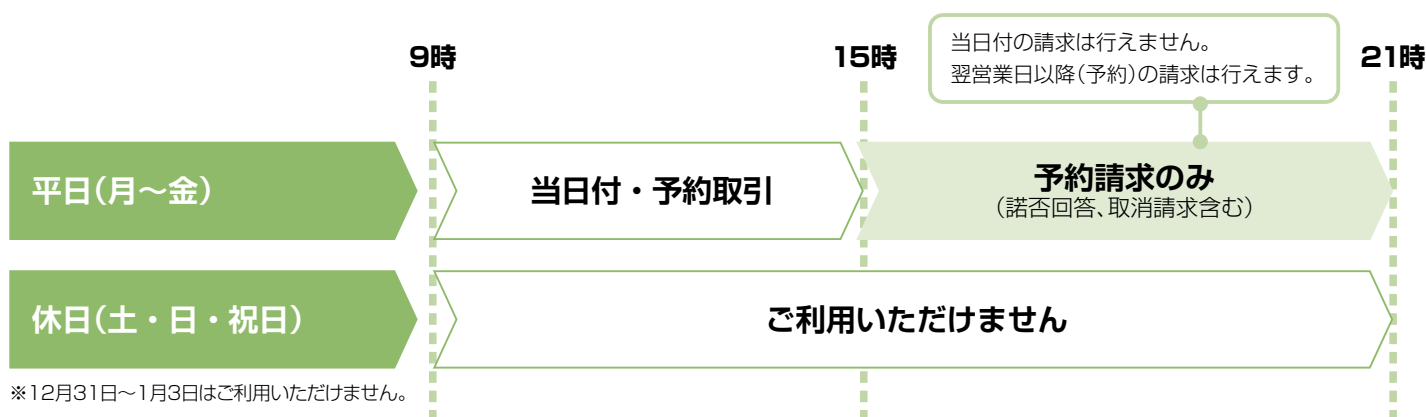 当日付の請求は行えません。
翌営業日以降(予約)の請求は行えます。
9時
15時
21時
平日(月〜金)
当日付・予約取引
予約請求のみ
(諾否回答、取消請求含む)
休日(土・日・祝日)
ご利用いただけません
※12月31日〜1月3日はご利用いただけません。